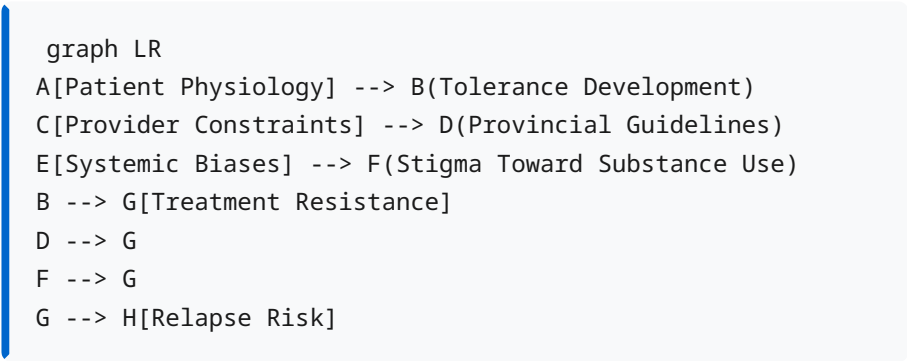 graph LR
A[Patient Physiology] --> B(Tolerance Development)
C[Provider Constraints] --> D(Provincial Guidelines)
E[Systemic Biases] --> F(Stigma Toward Substance Use)
B --> G[Treatment Resistance]
D --> G
F --> G
G --> H[Relapse Risk]